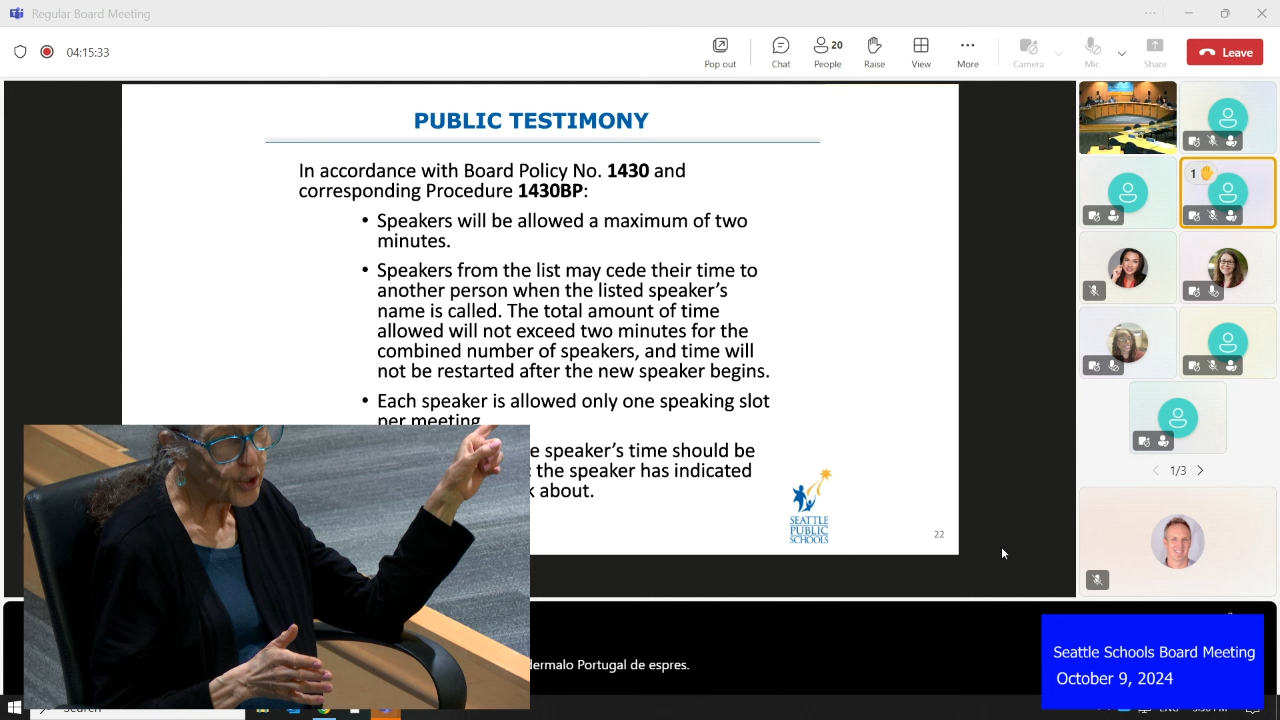 Regular Board Meeting
04:15:33
Pop out
Chat
20
People
Raise
View
More
Camera
Mic
Share
Leave
PUBLIC TESTIMONY
In accordance with Board Policy No. 1430 and
corresponding Procedure 1430BP:
• Speakers will be allowed a maximum of two
minutes.
• Speakers from the list may cede their time to
another person when the listed speaker's
name is called. The total amount of time
allowed will not exceed two minutes for the
combined number of speakers, and time will
not be restarted after the new speaker begins.
• Each speaker is allowed only one speaking slot
per meeting
speaker's time should be
the speaker has indicated
about.
SEATTLE
PUBLIC
SCHOOLS
22
1
1/3
Portugal de espres.
Seattle Schools Board Meeting
October 9, 2024